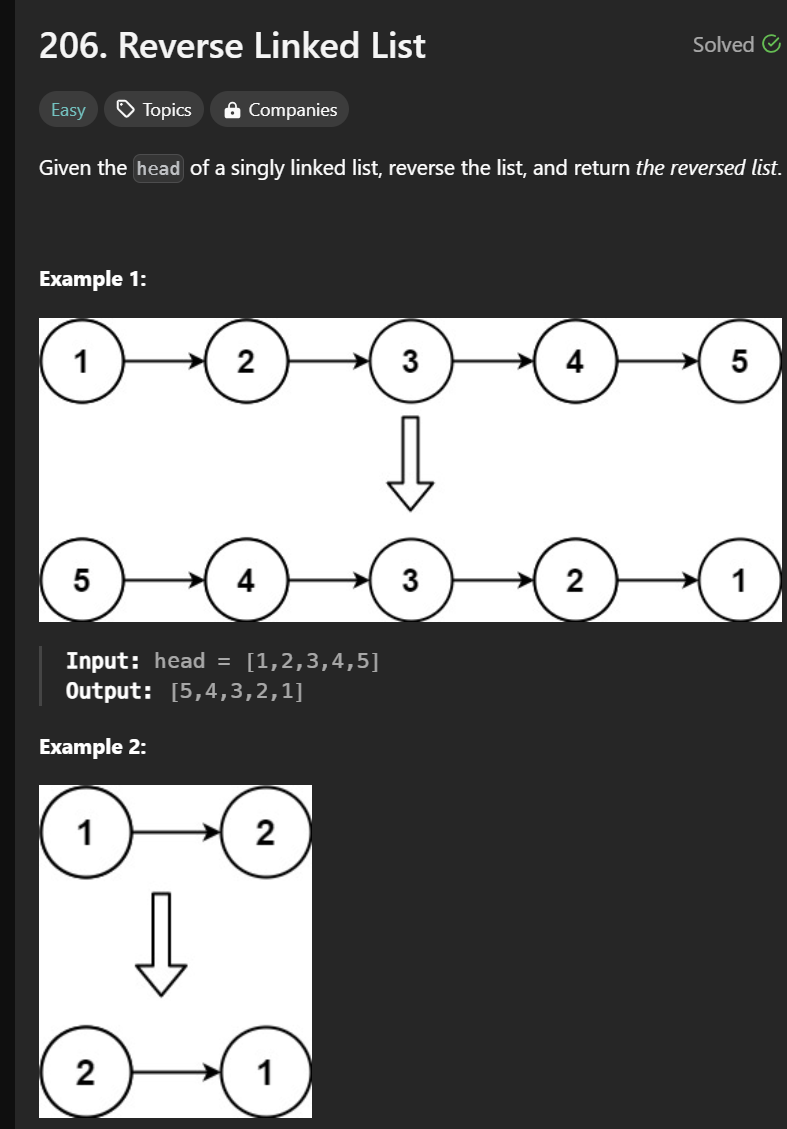 206. Reverse Linked List
Solved
Easy Topics Companies
Given the head of a singly linked list, reverse the list, and return the reversed list.
Example 1:
1 2 3 4 5
5 4 3 2 1
Input: head = [1,2,3,4,5]
Output: [5,4,3,2,1]
Example 2:
1 2
2 1